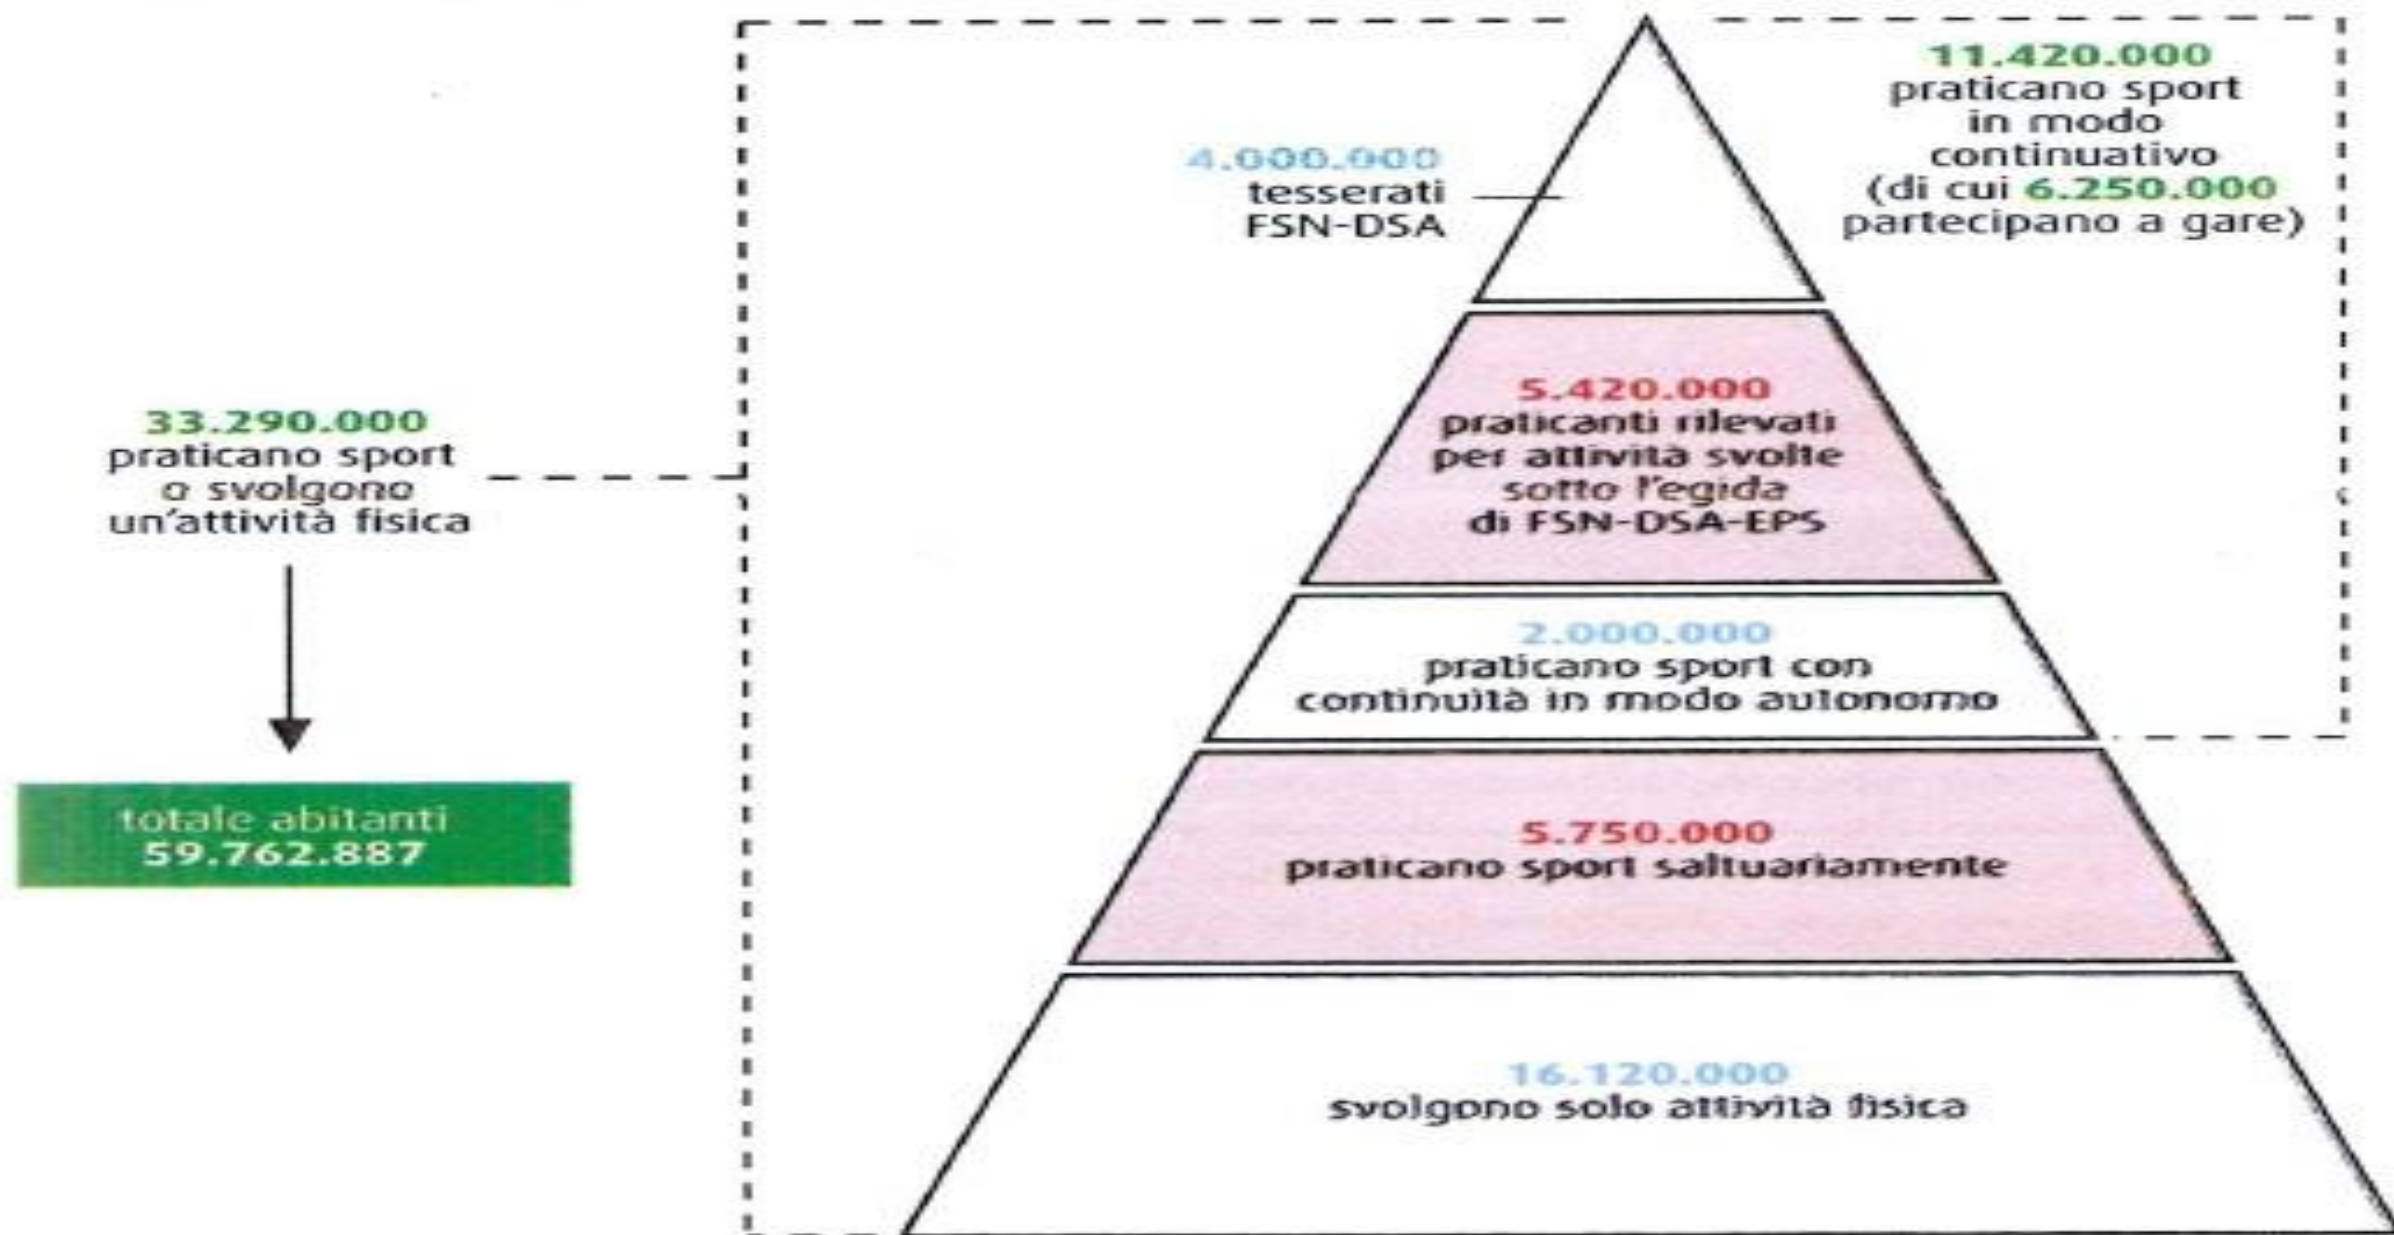 11.420.000
praticano sport
in modo
continuativo
(di cui 6.250.000
partecipano a gare)
4.000.000
tesserati
FSN-DSA
5.420.000
praticanti rilevati
per attività svolte
sotto l'egida
di FSN-DSA-EPS
33.290.000
praticano sport
o svolgono
un'attività fisica
2.000.000
praticano sport con
continuità in modo autonomo
totale abitanti
59.762.887
5.750.000
praticano sport saltuariamente
16.120.000
svolgono solo attività fisica